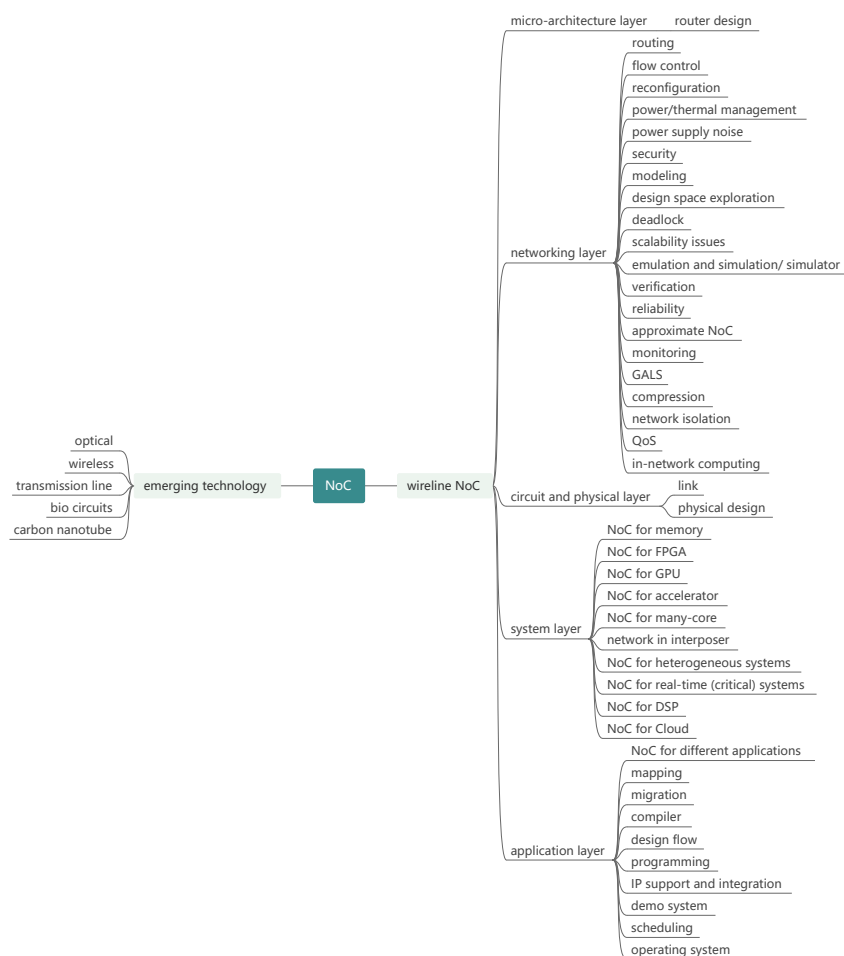 micro-architecture layer
router design
routing
flow control
reconfiguration
power/thermal management
power supply noise
security
modeling
design space exploration
deadlock
networking layer
scalability issues
emulation and simulation/ simulator
verification
reliability
approximate NoC
monitoring
GALS
compression
network isolation
QoS
in-network computing
optical
wireless
transmission line
bio circuits
carbon nanotube
emerging technology
NoC
wireline NoC
circuit and physical layer
link
physical design
NoC for memory
NoC for FPGA
NoC for GPU
NoC for accelerator
NoC for many-core
system layer
network in interposer
NoC for heterogeneous systems
NoC for real-time (critical) systems
NoC for DSP
NoC for Cloud
NoC for different applications
mapping
migration
compiler
design flow
application layer
programming
IP support and integration
demo system
scheduling
operating system